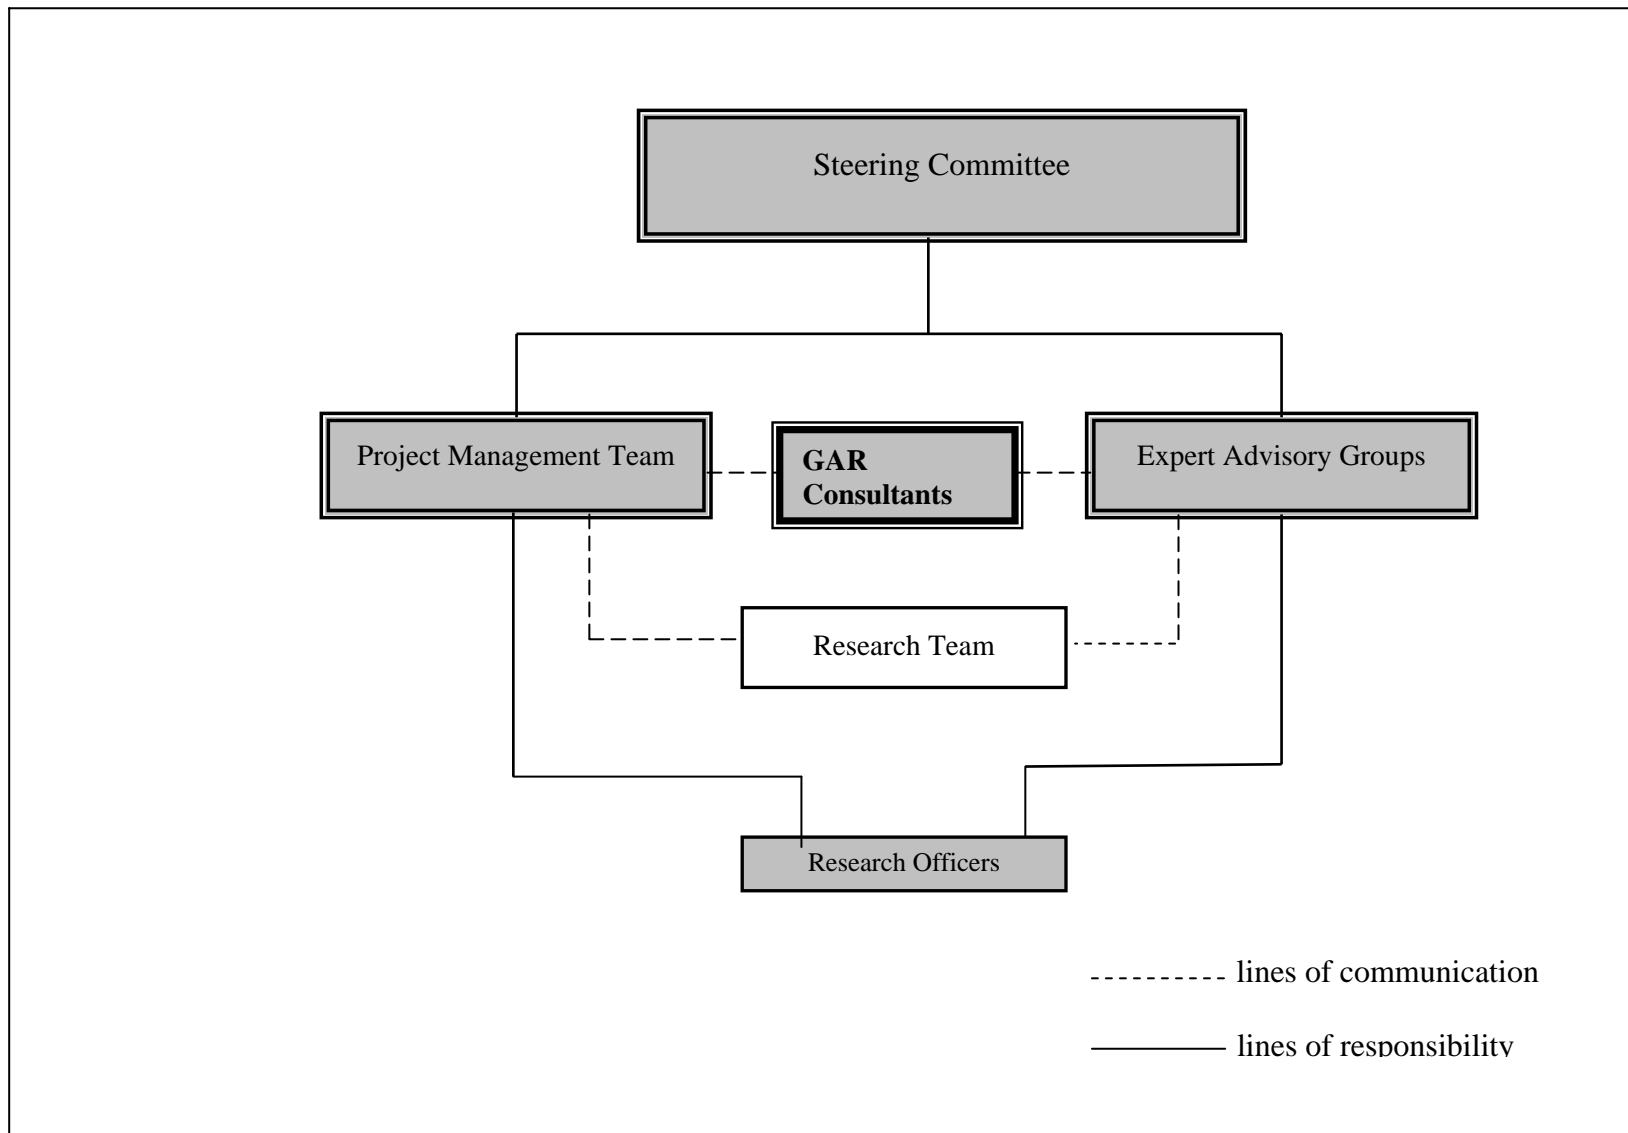 Steering Committee
Project Management Team
GAR
Consultants
Expert Advisory Groups
Research Team
Research Officers
lines of communication
lines of responsibility